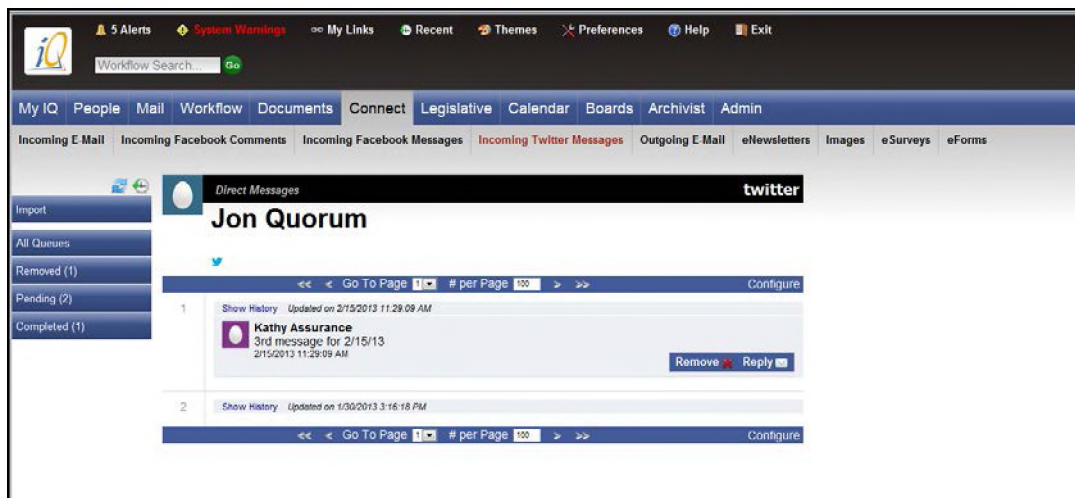 iQ
5 Alerts System Warnings My Links Recent Themes Preferences Help Exit
Workflow Search... Go
My IQ People Mail Workflow Documents Connect Legislative Calendar Boards Archivist Admin
Incoming E-Mail Incoming Facebook Comments Incoming Facebook Messages Incoming Twitter Messages Outgoing E-Mail eNewsletters Images eSurveys eForms
Direct Messages twitter
Import
Jon Quorum
All Queues
Removed (1)
Pending (2)
Completed (1)
<< < Go To Page 1 # per Page 100 > >> Configure
1 Show History Updated on 2/15/2013 11:29:09 AM
Kathy Assurance
3rd message for 2/15/13
2/15/2013 11:29:09 AM
Remove Reply
2 Show History Updated on 1/30/2013 3:16:18 PM
<< < Go To Page 1 # per Page 100 > >> Configure